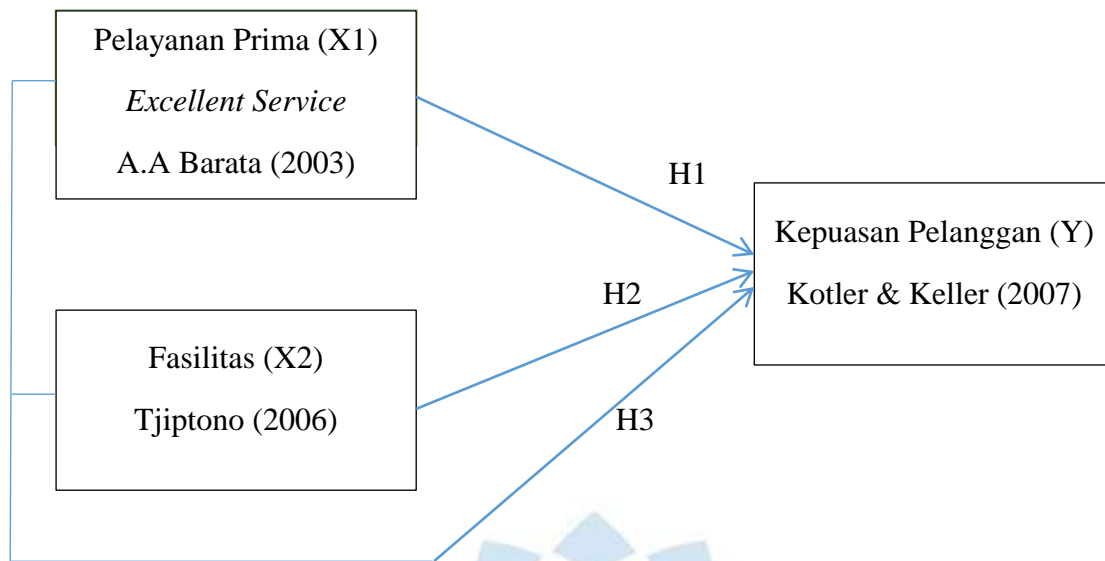 Pelayanan Prima (X1)
Excellent Service
A.A Barata (2003)
H1
Kepuasan Pelanggan (Y)
Kotler & Keller (2007)
H2
Fasilitas (X2)
Tjiptono (2006)
H3